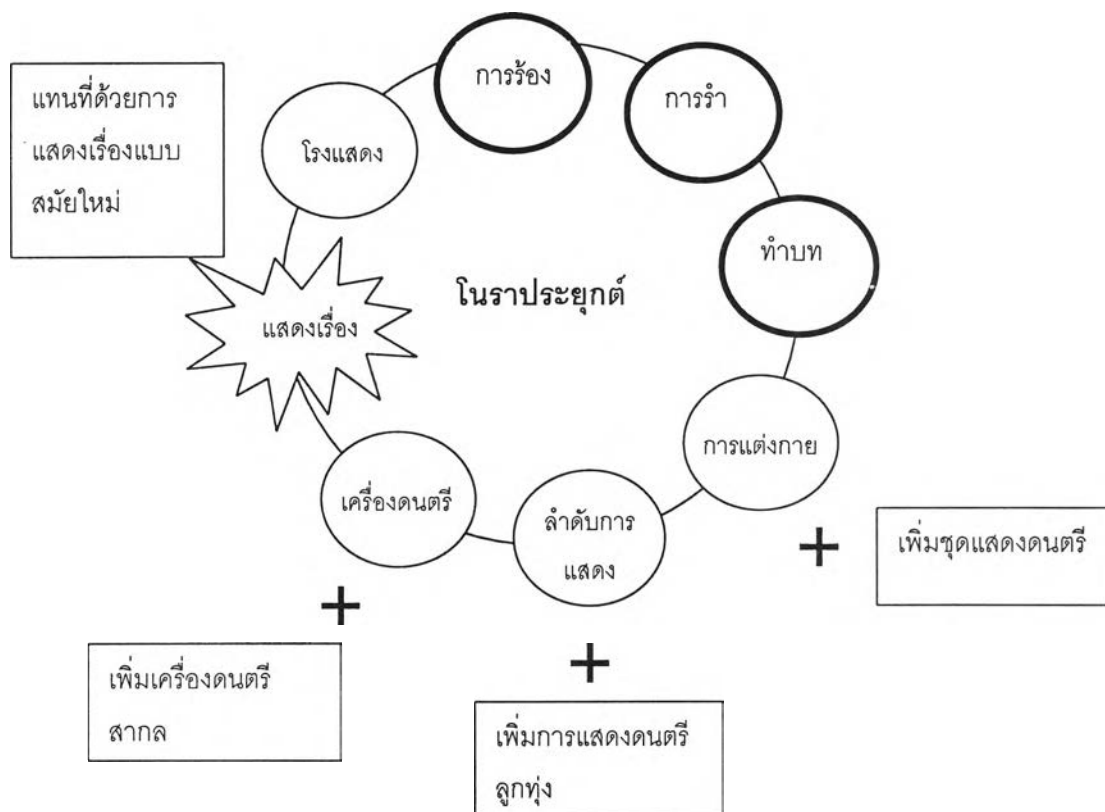 การร้อง
การรำ
แทนที่ด้วยการ
แสดงเรื่องแบบ
สมัยใหม่
โรงแสดง
ทำบท
โนราประยุกต์
แสดงเรื่อง
การแต่งกาย
เครื่องดนตรี
ลำดับการ
แสดง
+
เพิ่มชุดแสดงดนตรี
+
+
เพิ่มเครื่องดนตรี
สากล
เพิ่มการแสดงดนตรี
ลูกทุ่ง